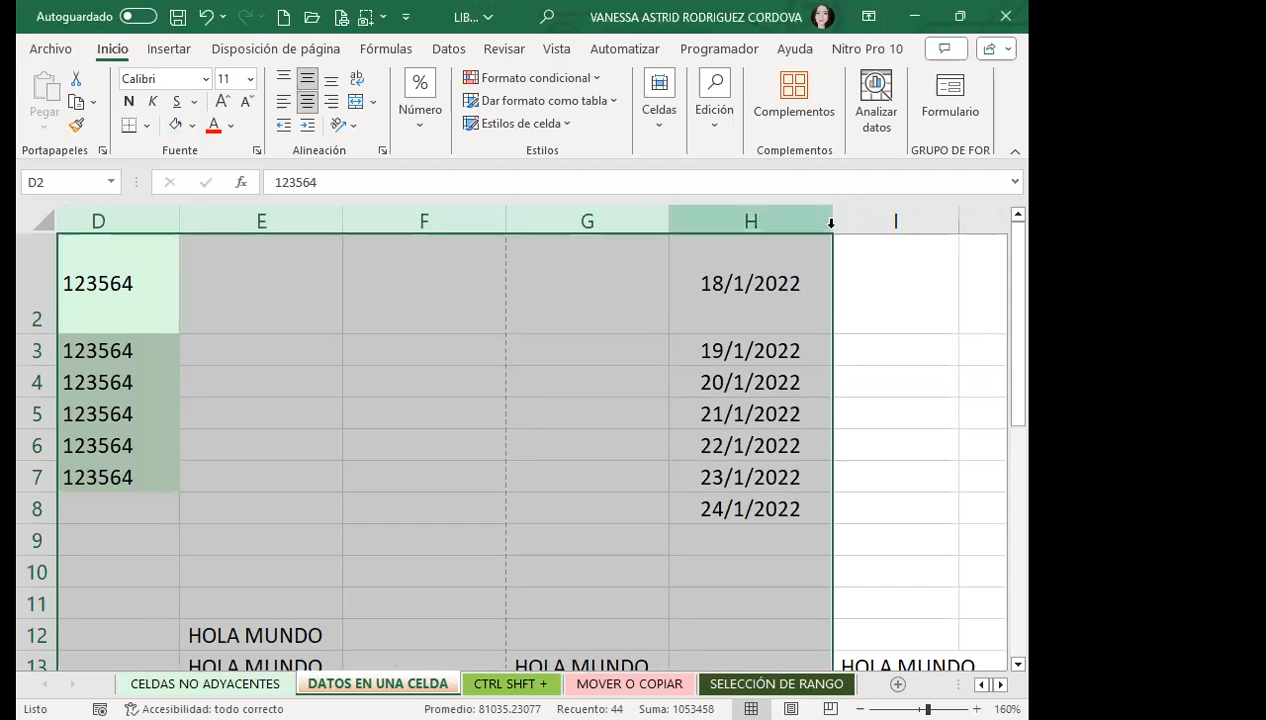 Autoguardado LIB... VANESSA ASTRID RODRIGUEZ CORDOVA
Archivo Inicio Insertar Disposición de página Fórmulas Datos Revisar Vista Automatizar Programador Ayuda Nitro Pro 10
Pegar Calibri 11 ab Número Formato condicional Celdas Edición Complementos Analizar datos Formulario
N K S A A Dar formato como tabla
A Estilos de celda
Portapapeles Fuente Alineación Estilos Complementos GRUPO DE FOR
D2 fx 123564
D E F G H I
2 123564 18/1/2022
3 123564 19/1/2022
4 123564 20/1/2022
5 123564 21/1/2022
6 123564 22/1/2022
7 123564 23/1/2022
8 24/1/2022
9
10
11
12 HOLA MUNDO
13 HOLA MUNDO HOLA MUNDO HOLA MUNDO
CELDAS NO ADYACENTES DATOS EN UNA CELDA CTRL SHFT + MOVER O COPIAR SELECCIÓN DE RANGO
Listo Accesibilidad: todo correcto Promedio: 81035.23077 Recuento: 44 Suma: 1053458 160%